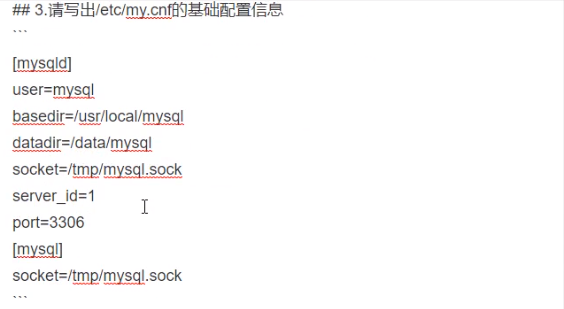 ## 3.请写出/etc/my.cnf的基础配置信息
```
[mysqld]
user=mysql
basedir=/usr/local/mysql
datadir=/data/mysql
socket=/tmp/mysql.sock
server_id=1
port=3306
[mysql]
socket=/tmp/mysql.sock
```